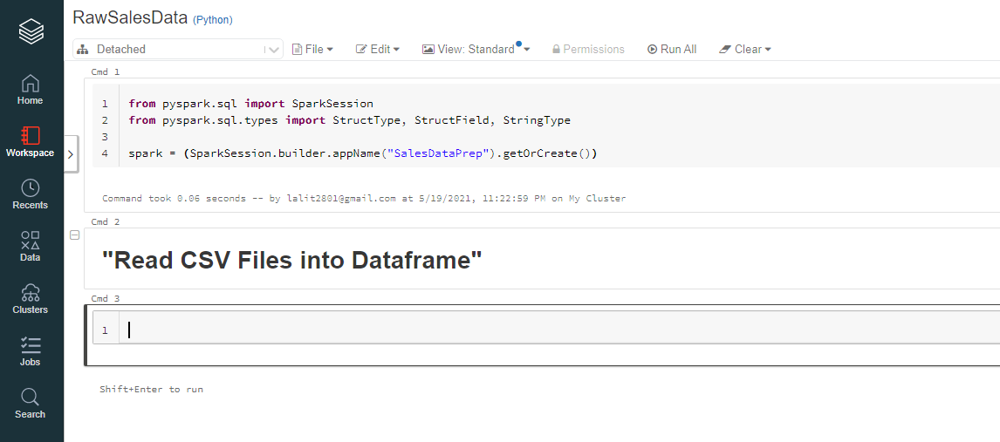 RawSalesData (Python)
Detached File Edit View: Standard Permissions Run All Clear
Home
Workspace
Recents
Data
Clusters
Jobs
Search
Cmd 1
1 from pyspark.sql import SparkSession
2 from pyspark.sql.types import StructType, StructField, StringType
3
4 spark = (SparkSession.builder.appName("SalesDataPrep").getOrCreate())
Command took 0.06 seconds -- by lalit2801@gmail.com at 5/19/2021, 11:22:59 PM on My Cluster
Cmd 2
"Read CSV Files into Dataframe"
Cmd 3
1
Shift+Enter to run